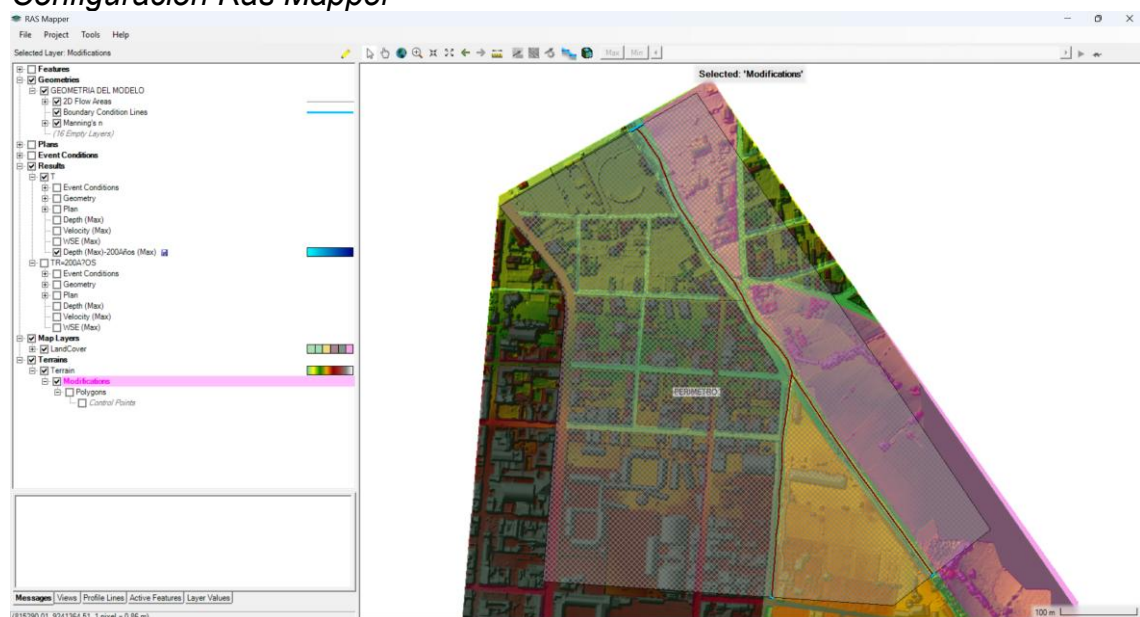 Configuración Ras Mapper
RAS Mapper
File Project Tools Help
Selected Layer: Modifications
Max Min
Features
Geometries
GEOMETRIA DEL MODELO
2D Flow Areas
Boundary Condition Lines
Manning's n
(16 Empty Layers)
Plans
Event Conditions
Results
T
Event Conditions
Geometry
Plan
Depth (Max)
Velocity (Max)
WSE (Max)
Depth (Max)-200Años (Max)
TR=200A?OS
Event Conditions
Geometry
Plan
Depth (Max)
Velocity (Max)
WSE (Max)
Map Layers
LandCover
Terrains
Terrain
Modifications
Polygons
Control Points
Selected: 'Modifications'
PERIMETRO
Messages Views Profile Lines Active Features Layer Values
100 m